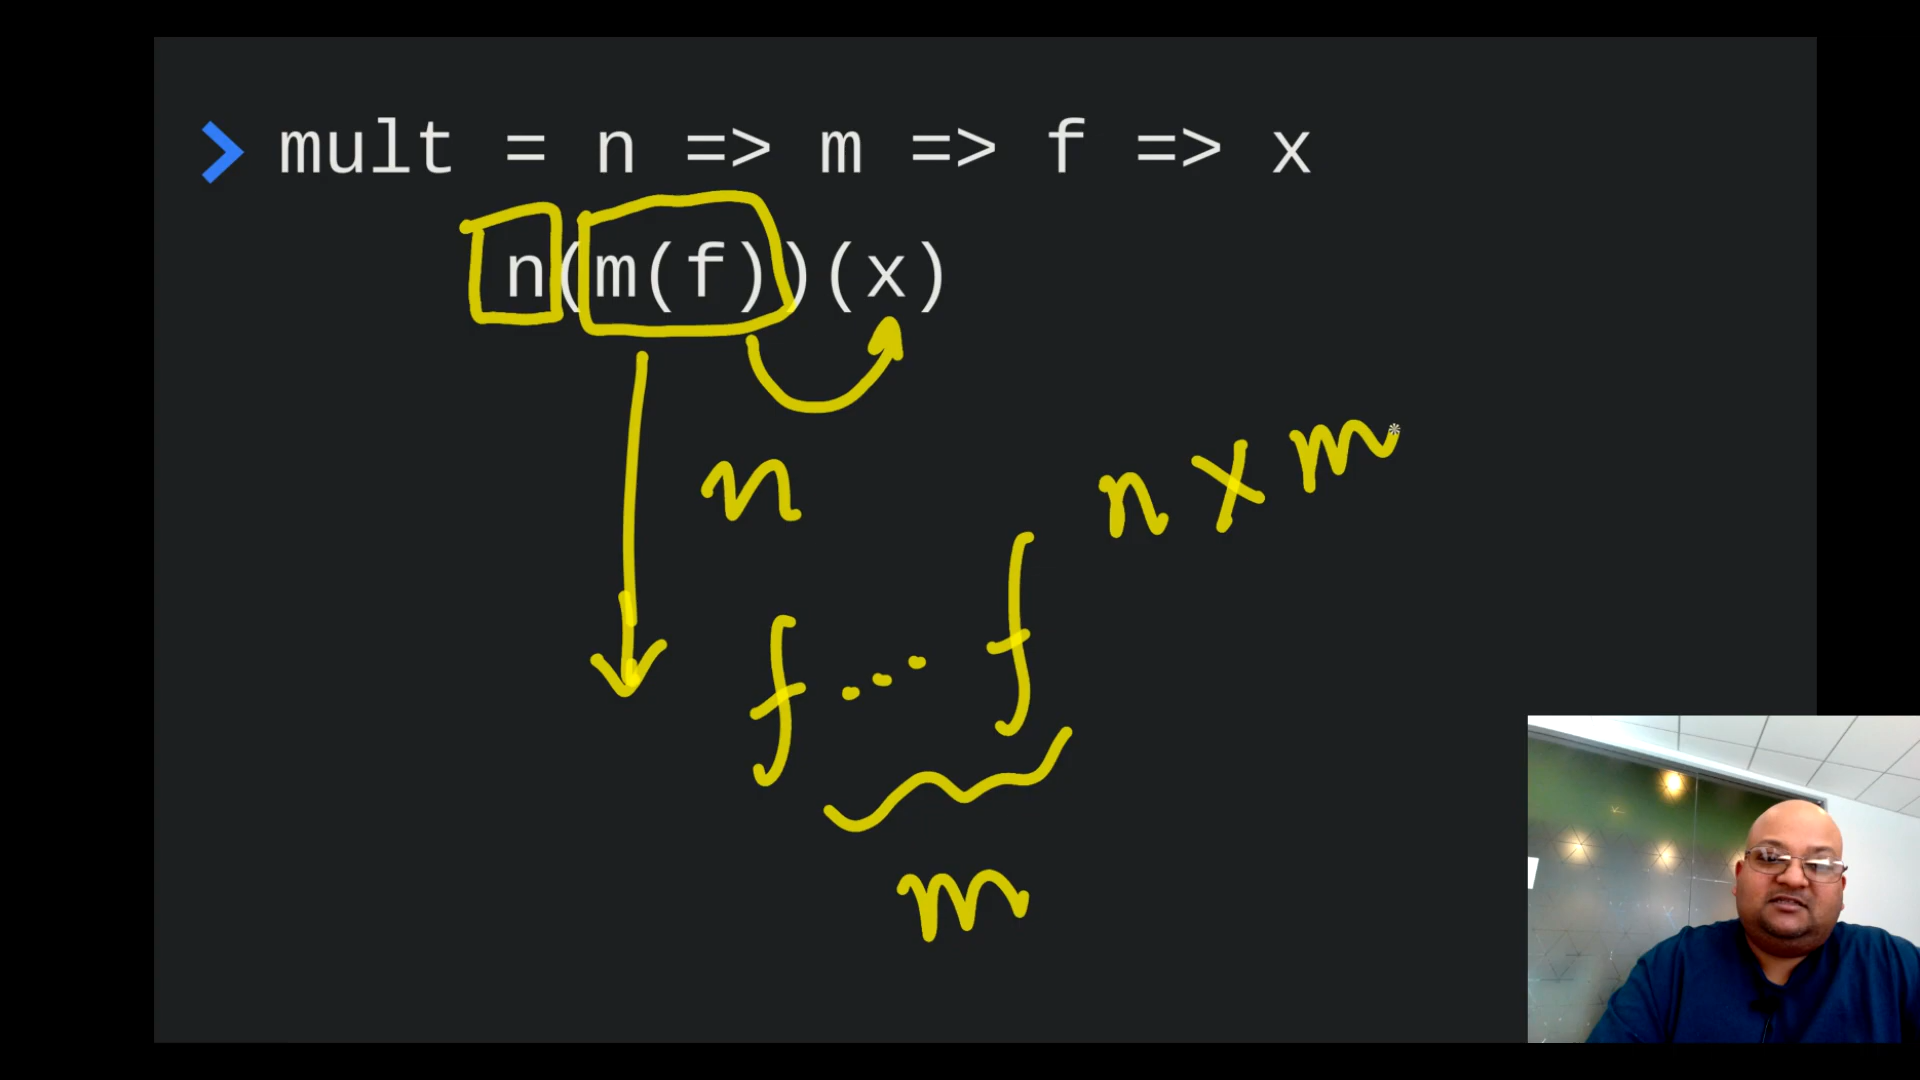 > mult = n => m => f => x
n(m(f))(x)
n
n x m
f ... f
m